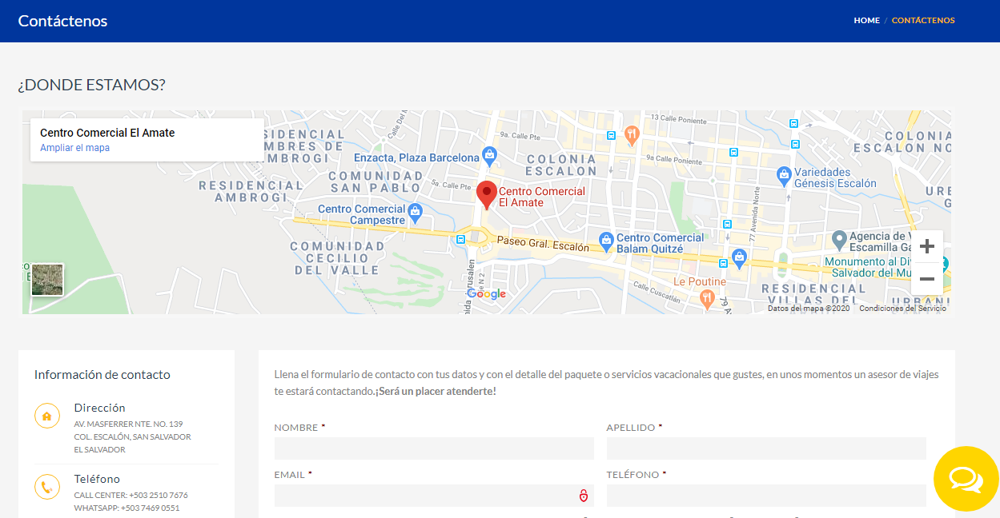 Contáctenos
HOME / CONTÁCTENOS
¿DONDE ESTAMOS?
Centro Comercial El Amate
Ampliar el mapa
SIDENCIAL
MBRES DE
MBROGI
Calle Del
9a. Calle Pte
13 Calle Poniente
9a Calle Poniente
COLONIA
ESCALON NO
Enzacta, Plaza Barcelona
COLONIA
ESCALON
Variedades
Génesis Escalón
COMUNIDAD
SAN PABLO
5a. Calle Pte
RESIDENCIAL
AMBROGI
Centro Comercial
El Amate
Centro Comercial
Campestre
77 Avenida Norte
Paseo Gral. Escalón
Centro Comercial
Balam Quitzé
Agencia de V
Escamilla Ga
COMUNIDAD
CECILIO
DEL VALLE
Monumento al Di
Salvador del Mu
Le Poutine
Calle Cuscatlán
RESIDENCIAL
VILLAS DEL
URBANI
79 A
Google
Datos del mapa ©2020
Condiciones del Servicio
Información de contacto
Dirección
AV. MASFERRER NTE. NO. 139
COL. ESCALÓN, SAN SALVADOR
EL SALVADOR
Teléfono
CALL CENTER: +503 2510 7676
WHATSAPP: +503 7469 0551
Llena el formulario de contacto con tus datos y con el detalle del paquete o servicios vacacionales que gustes, en unos momentos un asesor de viajes
te estará contactando.¡Será un placer atenderte!
NOMBRE *
APELLIDO *
EMAIL *
TELÉFONO *